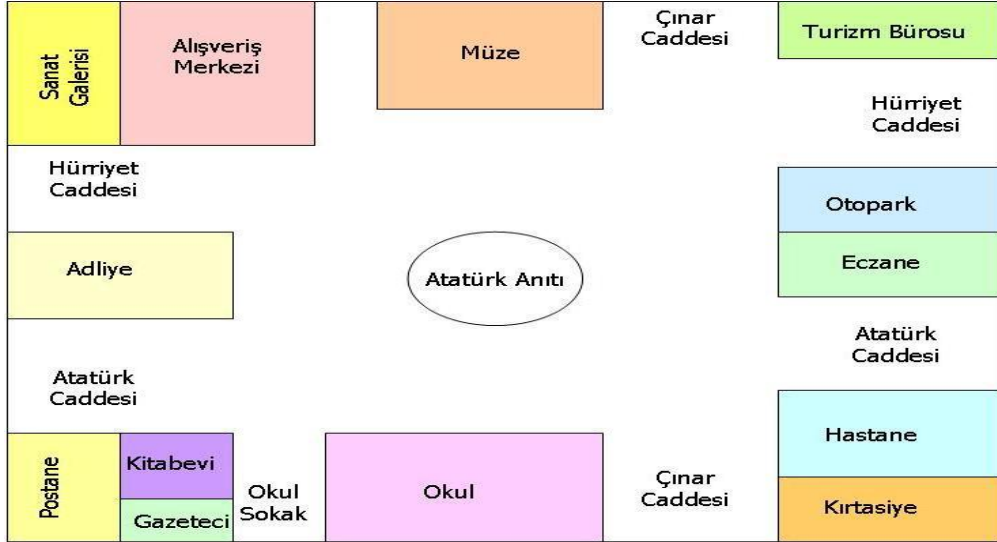 Sanat
Galerisi
Alışveriş
Merkezi
Müze
Çınar
Caddesi
Turizm Bürosu
Hürriyet
Caddesi
Hürriyet
Caddesi
Otopark
Adliye
Atatürk Anıtı
Eczane
Atatürk
Caddesi
Atatürk
Caddesi
Postane
Kitabevi
Gazeteci
Okul
Sokak
Okul
Çınar
Caddesi
Hastane
Kırtasiye